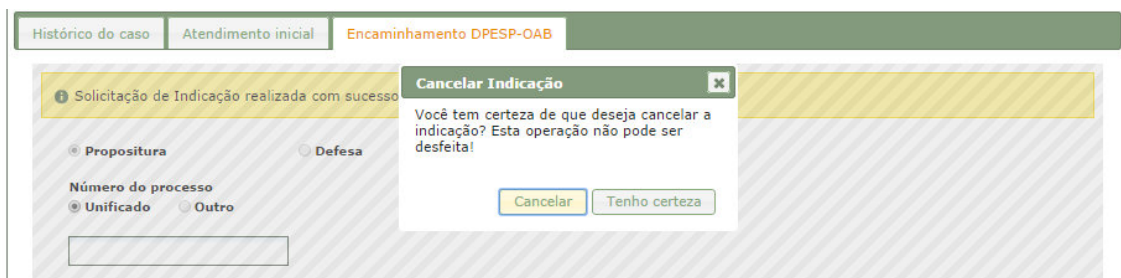 Histórico do caso
Atendimento inicial
Encaminhamento DPESP-OAB
Solicitação de Indicação realizada com sucesso
Cancelar Indicação
Você tem certeza de que deseja cancelar a
indicação? Esta operação não pode ser
desfeita!
Cancelar
Tenho certeza
Propositura
Defesa
Número do processo
Unificado
Outro